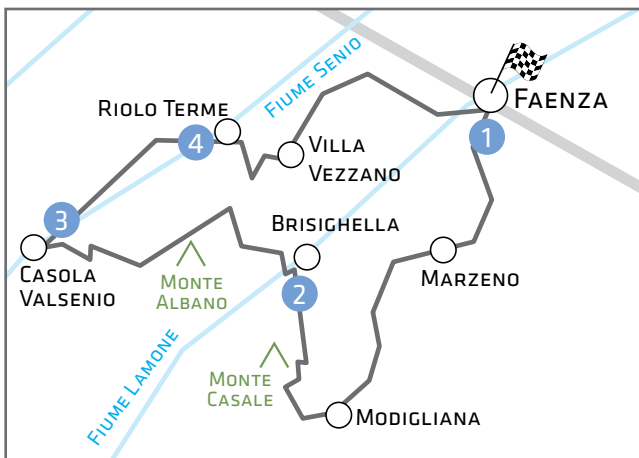 FAENZA
1
FIUME SENIO
RIOLO TERME
4
VILLA
VEZZANO
3
CASOLA
VALSENIO
BRISIGHELLA
MARZENO
MONTE
ALBANO
2
FIUME LAMONE
MONTE
CASALE
MODIGLIANA